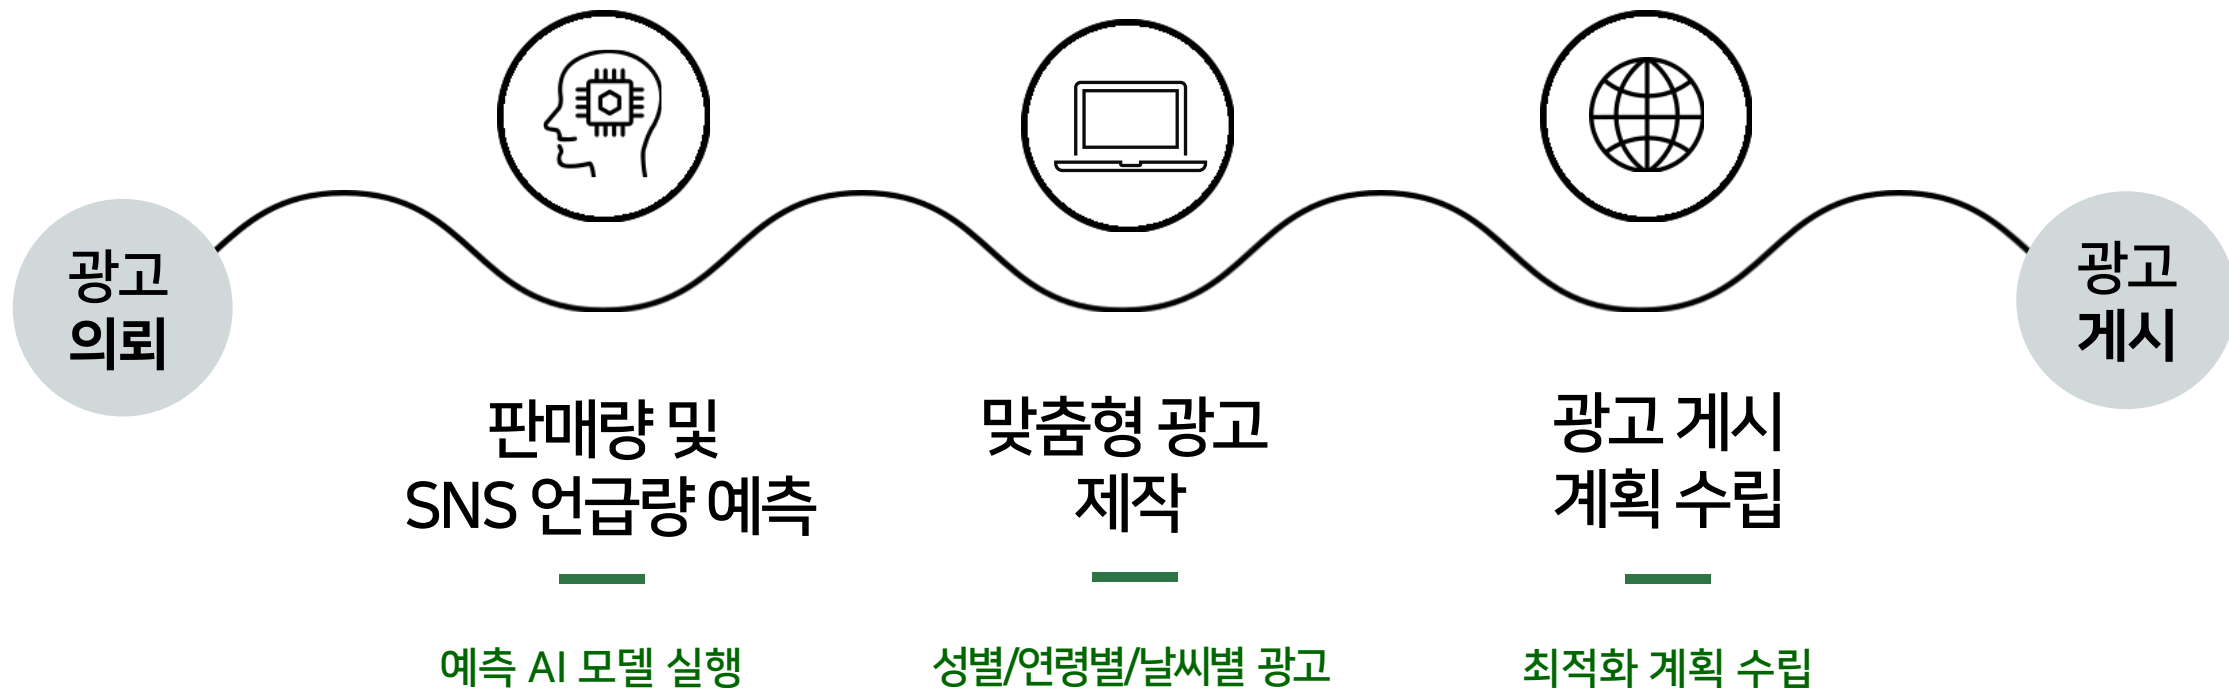 광고
의뢰
판매량 및
SNS 언급량 예측
예측 AI 모델 실행
맞춤형 광고
제작
성별/연령별/날씨별 광고
광고 게시
계획 수립
최적화 계획 수립
광고
게시